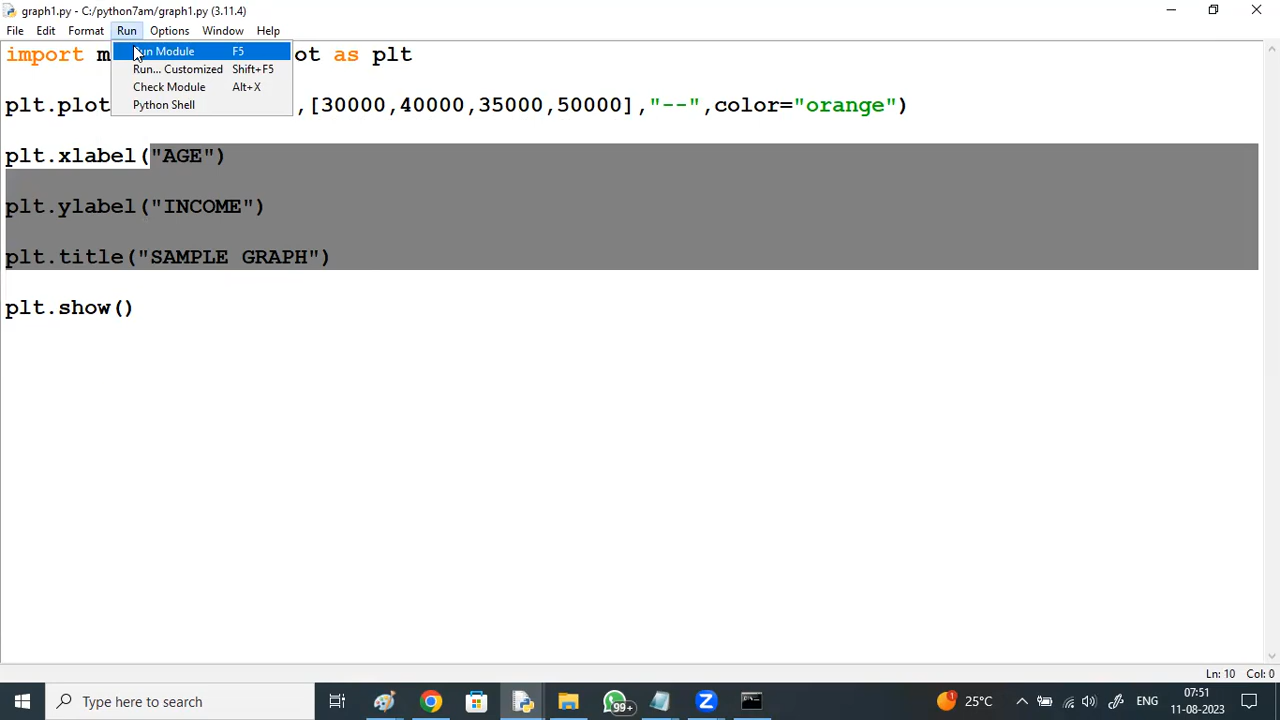 graph1.py - C:/python7am/graph1.py (3.11.4)
File Edit Format Run Options Window Help
Run Module F5
Run... Customized Shift+F5
Check Module Alt+X
Python Shell
import m ot as plt
plt.plot ,[30000,40000,35000,50000],"--",color="orange")
plt.xlabel("AGE")
plt.ylabel("INCOME")
plt.title("SAMPLE GRAPH")
plt.show()
Ln: 10 Col: 0
Type here to search
99+
1
25°C
ENG
07:51
11-08-2023